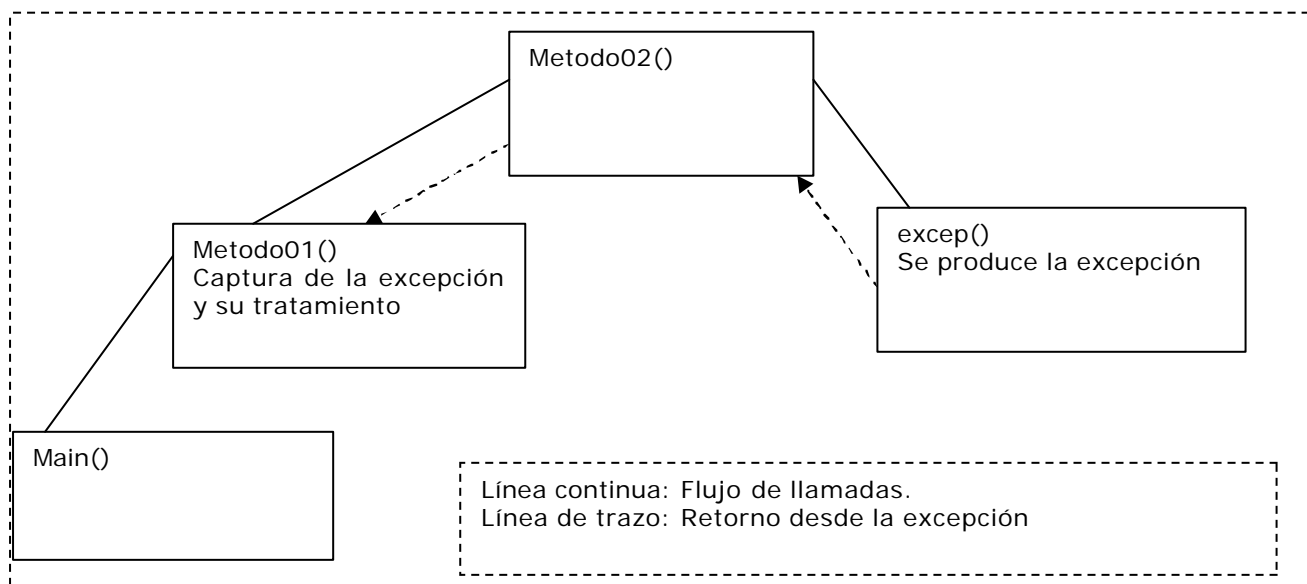 Metodo02()
Metodo01()
Captura de la excepción
y su tratamiento
excep()
Se produce la excepción
Main()
Línea continua: Flujo de llamadas.
Línea de trazo: Retorno desde la excepción